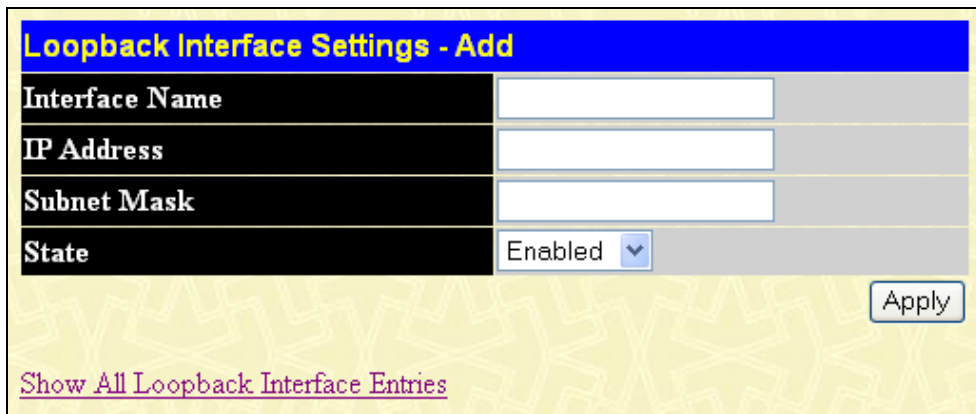 Loopback Interface Settings - Add
Interface Name
IP Address
Subnet Mask
State Enabled
Apply
Show All Loopback Interface Entries